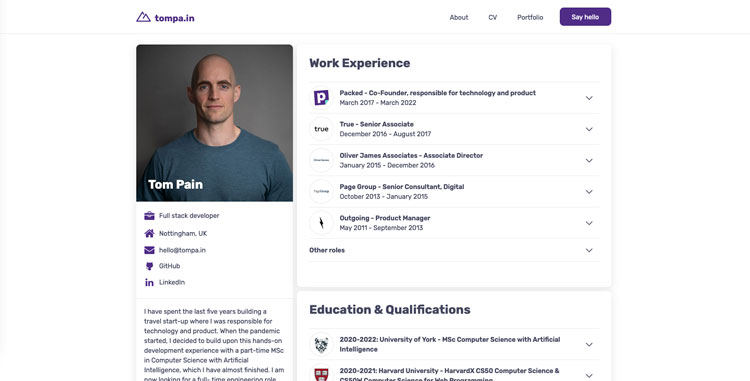 tompa.in
About
CV
Portfolio
Say hello
Tom Pain
Full stack developer
Nottingham, UK
hello@tompa.in
GitHub
LinkedIn
I have spent the last five years building a
travel start-up where I was responsible for
technology and product. When the pandemic
started, I decided to build upon this hands-on
development experience with a part-time MSc
in Computer Science with Artificial
Intelligence, which I have almost finished. I am
now looking for a full- time engineering role
Work Experience
Packed - Co-Founder, responsible for technology and product
March 2017 - March 2022
true
True - Senior Associate
December 2016 - August 2017
Oliver James Associates - Associate Director
January 2015 - December 2016
Page Group - Senior Consultant, Digital
October 2013 - January 2015
Outgoing - Product Manager
May 2011 - September 2013
Other roles
Education & Qualifications
2020-2022: University of York - MSc Computer Science with Artificial
Intelligence
2020-2021: Harvard University - HarvardX CS50 Computer Science &
CS50W Computer Science for Web Programming